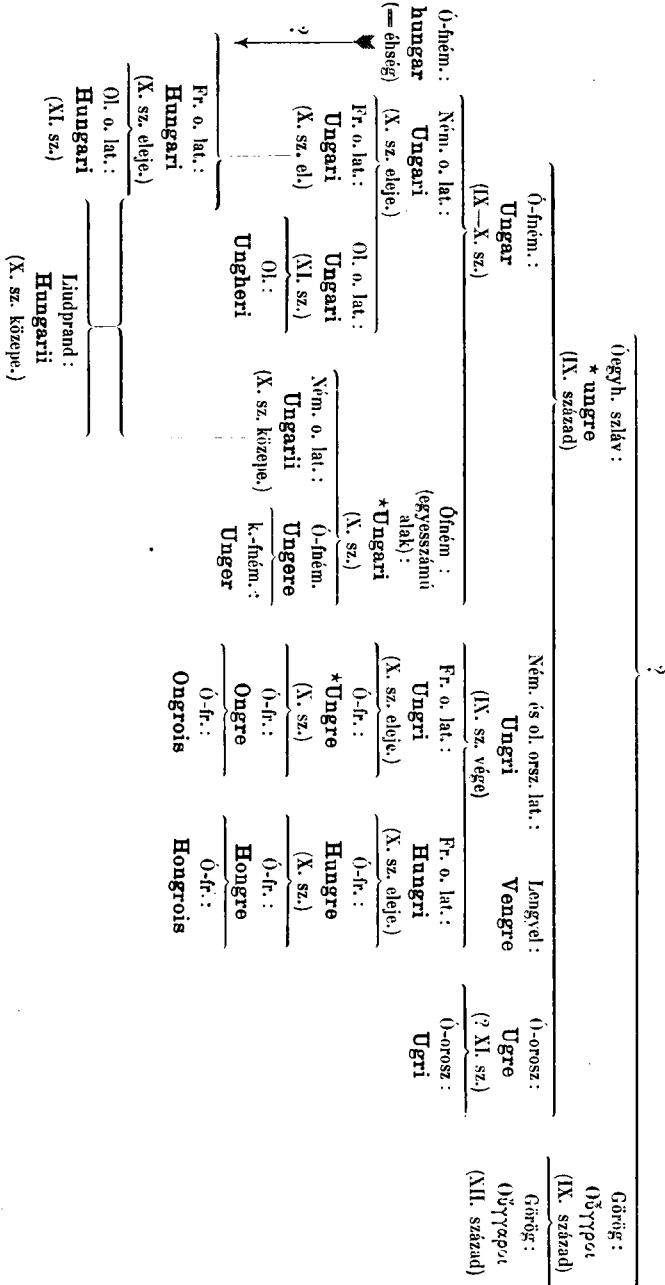 ?
Óegyh. szláv :
* ungre
(IX. század)
Görög :
Οὔγγροι
(IX. század)
Görög :
Οὔγγαροι
(XII. század)
Ó-fném. :
Ungar
(IX—X. sz.)
Ném. és ol. orsz. lat. :
Ungri
(IX. sz. vége)
Lengyel :
Vengre
Ó-orosz :
Ugre
(? XI. sz.)
Ó-orosz :
Ugri
Ó-fném. :
hungar
(= éhség)
?
Ném. o. lat. :
Ungari
(X. sz. eleje.)
Ófném :
(egyesszámú
alak) :
*Ungari
(X. sz.)
Fr. o. lat. :
Ungri
(X. sz. eleje.)
Fr. o. lat. :
Hungri
(X. sz. eleje.)
Fr. o. lat. :
Ungari
(X. sz. el.)
Ol. o. lat. :
Ungari
(XI. sz.)
Ol. :
Ungheri
Ném. o. lat. :
Ungarii
(X. sz. közepe.)
Ó-fném.
Ungere
k.-fném. :
Unger
Ó-fr. :
*Ungre
(X. sz.)
Ó-fr. :
Ongre
Ó-fr. :
Ongrois
Ó-fr. :
Hungre
(X. sz.)
Ó-fr. :
Hongre
Ó-fr. :
Hongrois
Fr. o. lat. :
Hungari
(X. sz. eleje.)
Ol. o. lat. :
Hungari
(XI. sz.)
Liudprand :
Hungarii
(X. sz. közepe.)